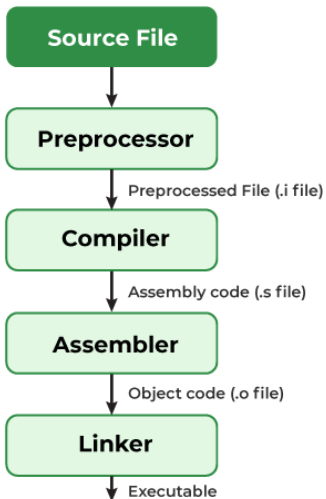 Source File
Preprocessor
Preprocessed File (.i file)
Compiler
Assembly code (.s file)
Assembler
Object code (.o file)
Linker
Executable